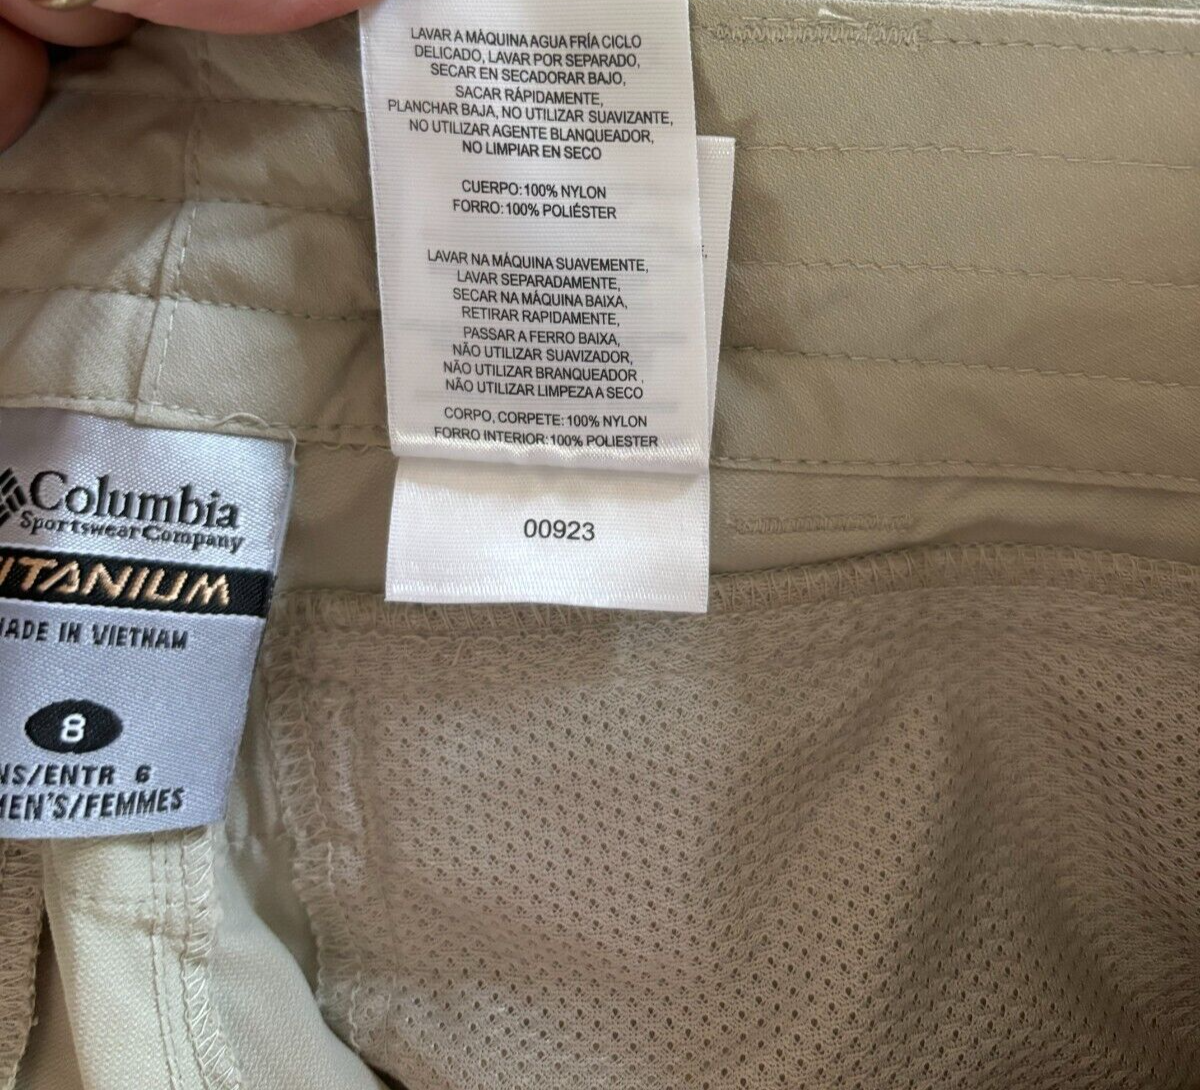 LAVAR A MÁQUINA AGUA FRÍA CICLO
DELICADO, LAVAR POR SEPARADO,
SECAR EN SECADORAR BAJO,
SACAR RÁPIDAMENTE,
PLANCHAR BAJA, NO UTILIZAR SUAVIZANTE,
NO UTILIZAR AGENTE BLANQUEADOR,
NO LIMPIAR EN SECO
CUERPO: 100% NYLON
FORRO: 100% POLIÉSTER
LAVAR NA MÁQUINA SUAVEMENTE,
LAVAR SEPARADAMENTE,
SECAR NA MÁQUINA BAIXA,
RETIRAR RAPIDAMENTE,
PASSAR A FERRO BAIXA,
NÃO UTILIZAR SUAVIZADOR,
NÃO UTILIZAR BRANQUEADOR,
NÃO UTILIZAR LIMPEZA A SECO
CORPO, CORPETE: 100% NYLON
FORRO INTERIOR: 100% POLIESTER
00923
Columbia
Sportswear Company
ITANIUM
MADE IN VIETNAM
8
NS/ENTR 6
MEN'S/FEMMES